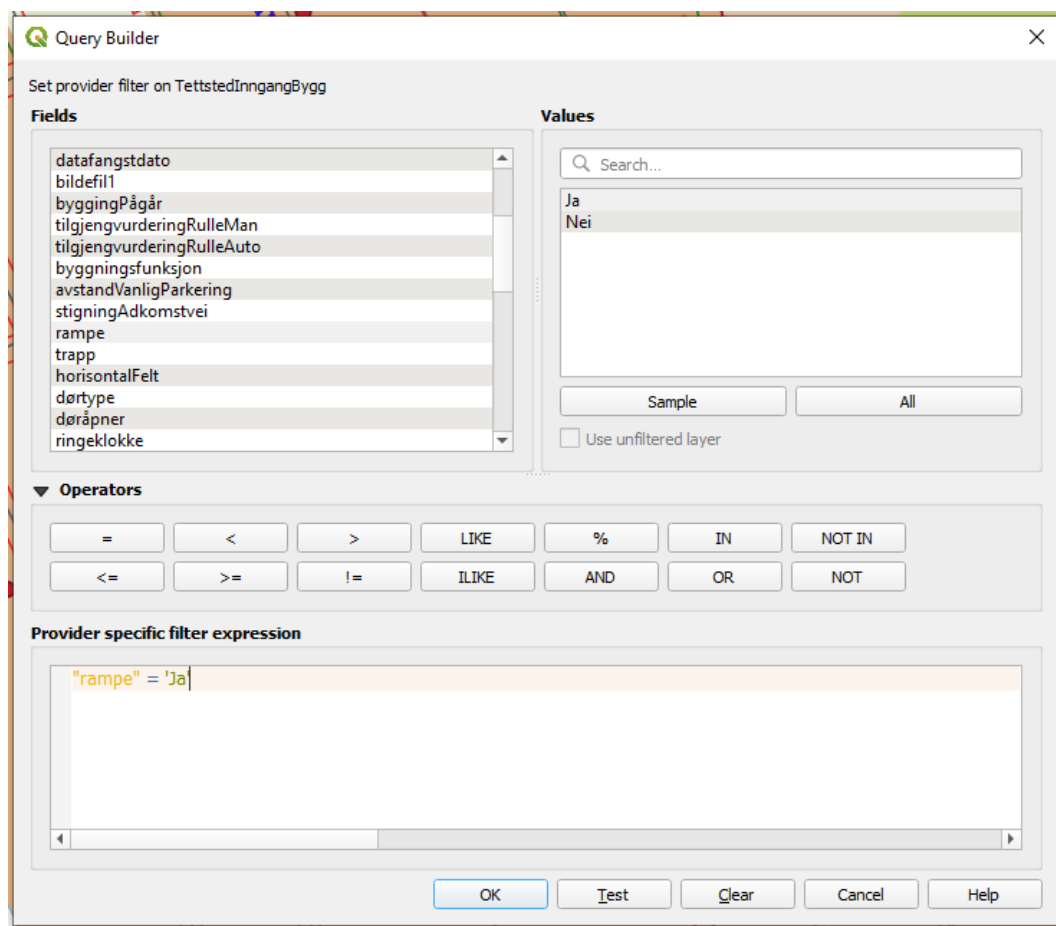 Query Builder
Set provider filter on TettstedInngangBygg
Fields
datafangstdato
bildefil1
byggingPågår
tilgjengvurderingRulleMan
tilgjengvurderingRulleAuto
byggningsfunksjon
avstandVanligParkering
stigningAdkomstvei
rampe
trapp
horisontalFelt
dørtype
døråpner
ringeklokke
Values
Search...
Ja
Nei
Sample All
Use unfiltered layer
Operators
= < > LIKE % IN NOT IN
<= >= != ILIKE AND OR NOT
Provider specific filter expression
"rampe" = 'Ja'
OK Test Clear Cancel Help